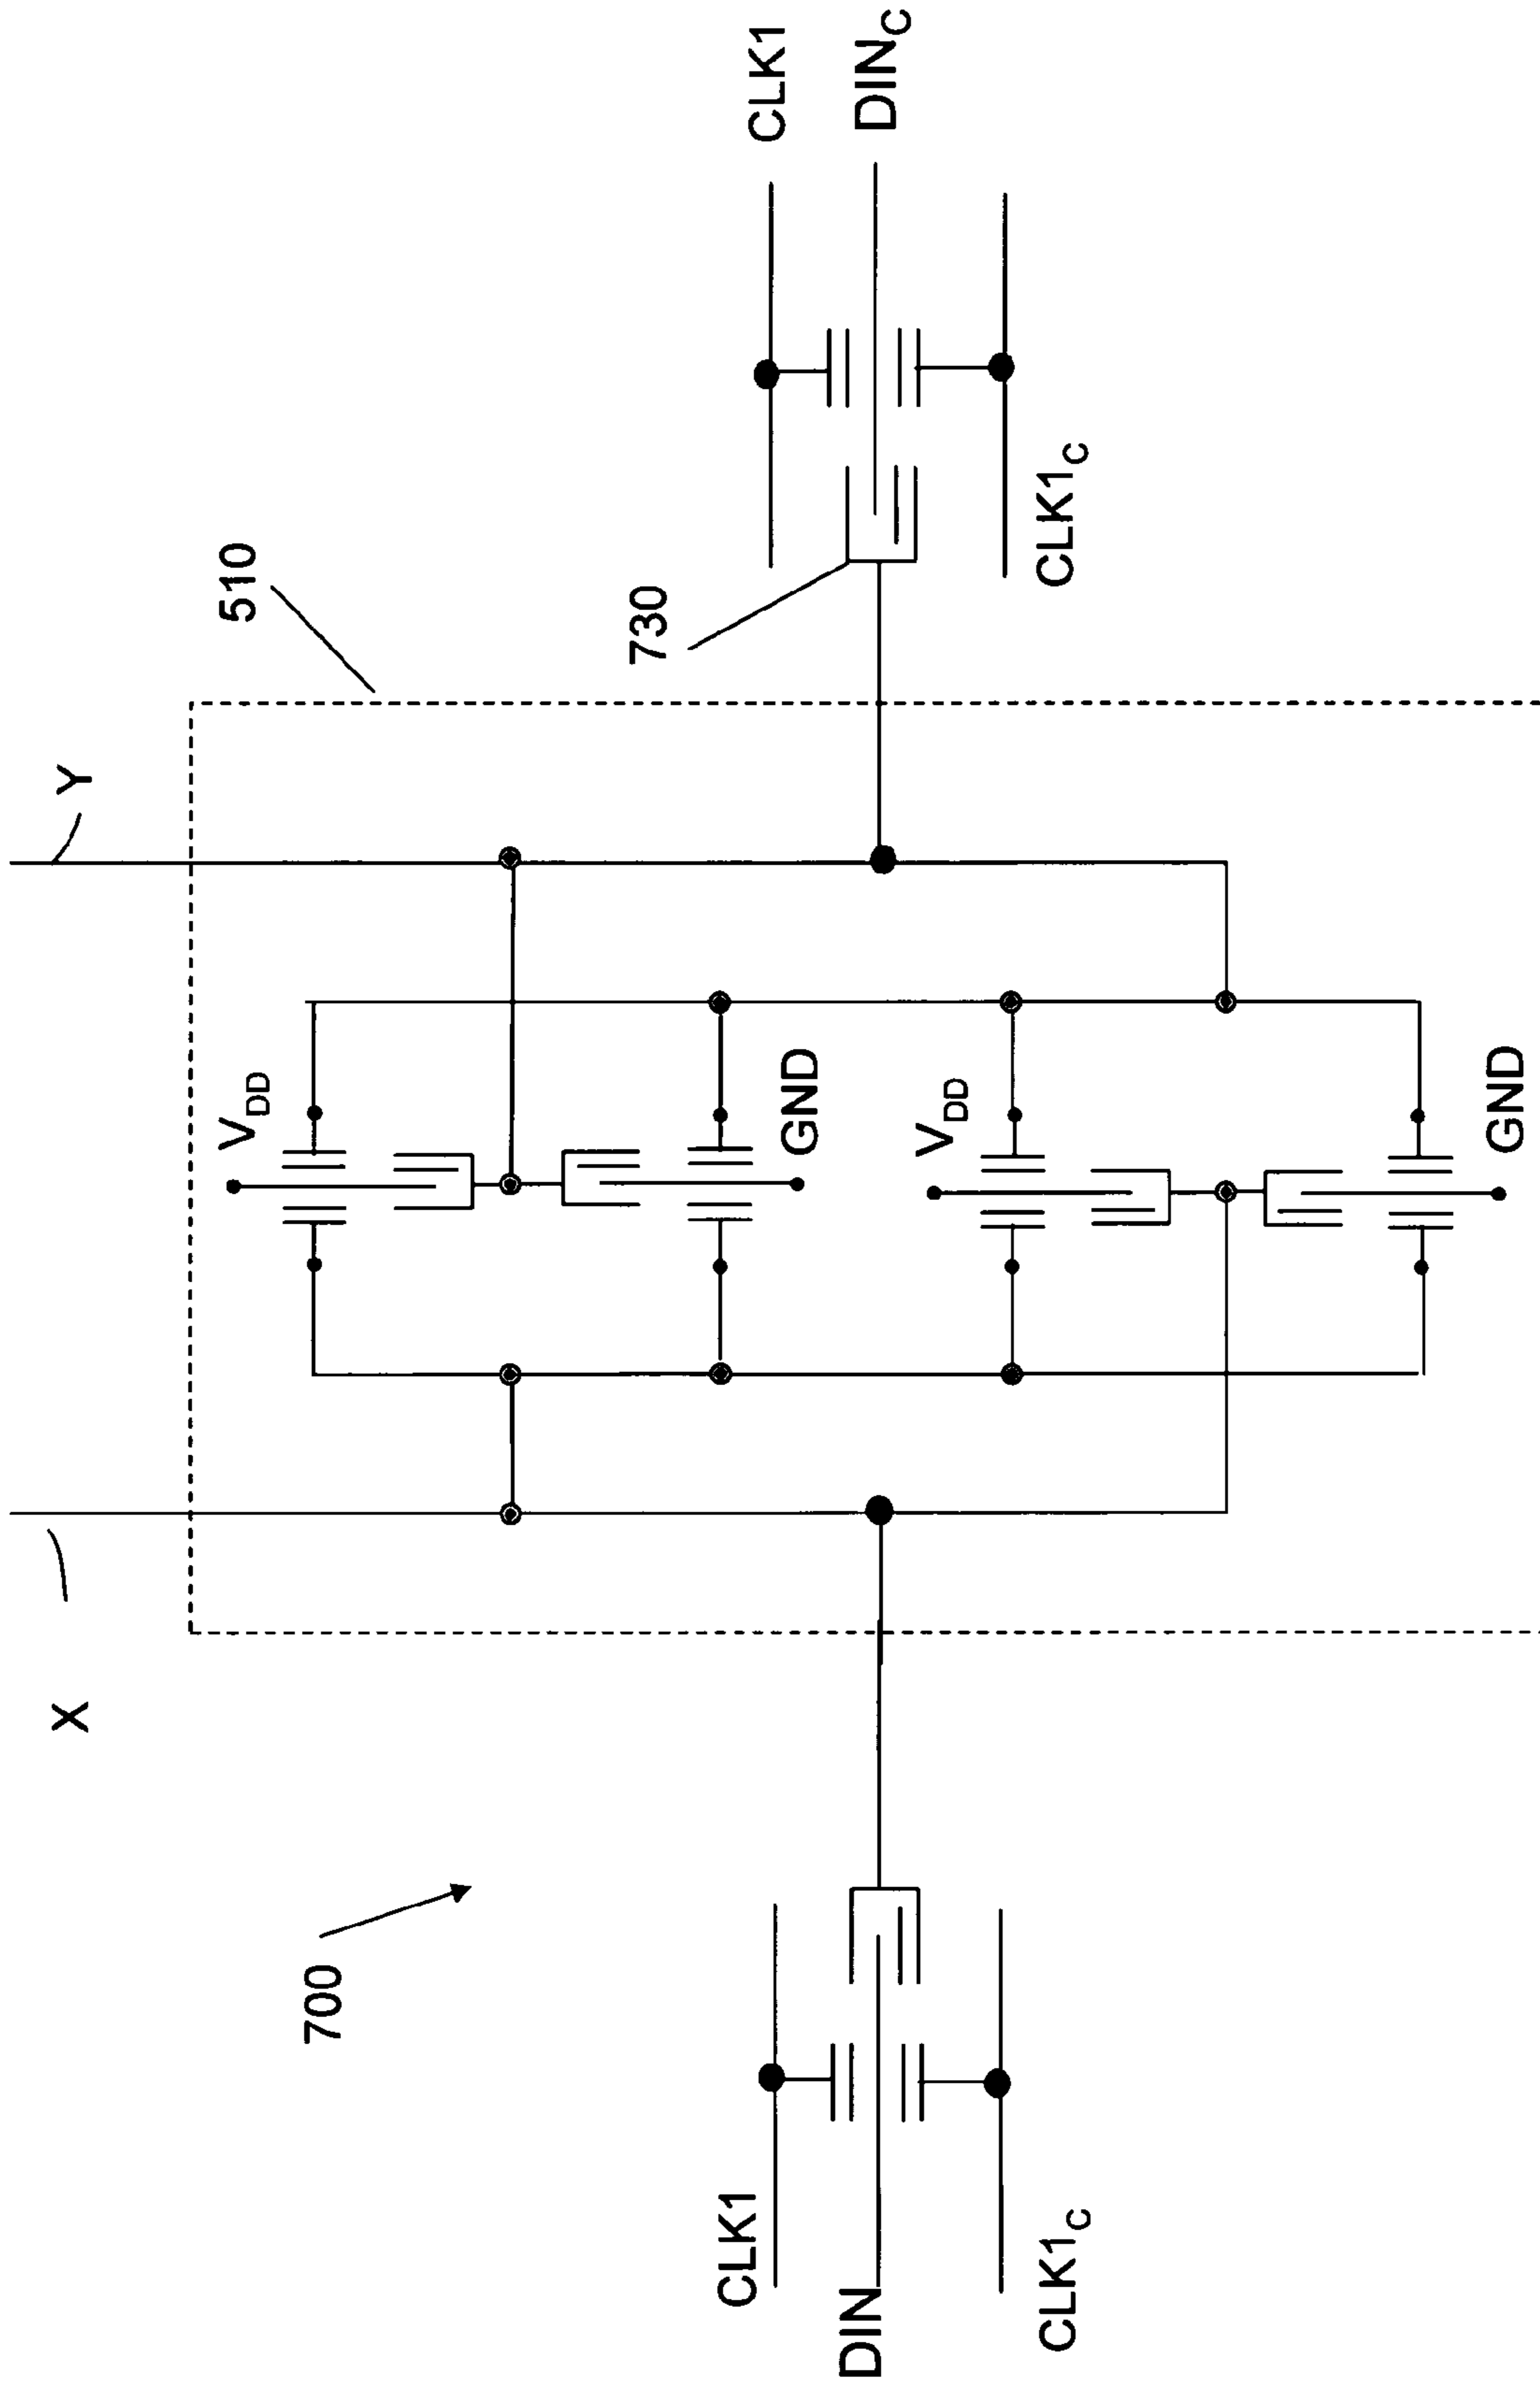 X
Y
510
700
730
V_DD
GND
V_DD
GND
CLK1
DIN
CLK1_C
CLK1
DIN_C
CLK1_C